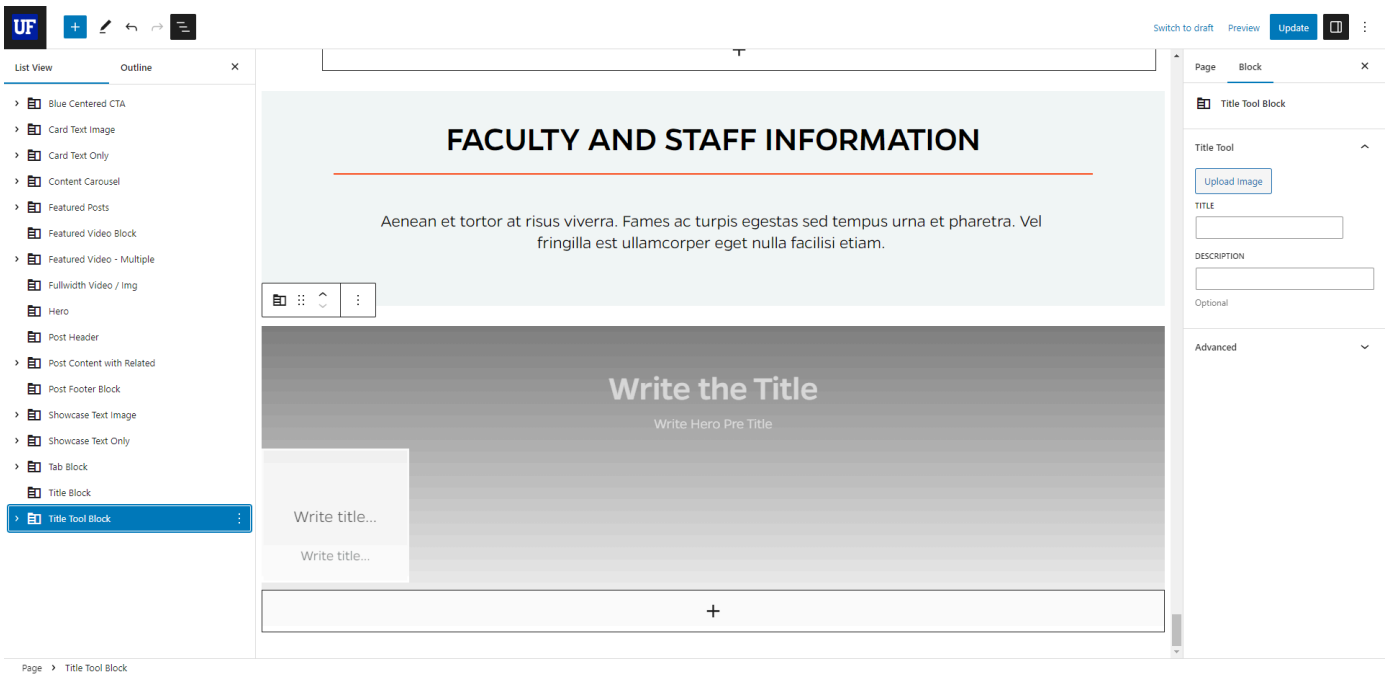 UF
Switch to draft
Preview
Update
List View
Outline
Page
Block
Blue Centered CTA
Card Text Image
Card Text Only
Content Carousel
Featured Posts
Featured Video Block
Featured Video - Multiple
Fullwidth Video / Img
Hero
Post Header
Post Content with Related
Post Footer Block
Showcase Text Image
Showcase Text Only
Tab Block
Title Block
Title Tool Block
FACULTY AND STAFF INFORMATION
Aenean et tortor at risus viverra. Fames ac turpis egestas sed tempus urna et pharetra. Vel
fringilla est ullamcorper eget nulla facilisi etiam.
Write the Title
Write Hero Pre Title
Write title...
Write title...
Title Tool Block
Title Tool
Upload Image
TITLE
DESCRIPTION
Optional
Advanced
Page > Title Tool Block